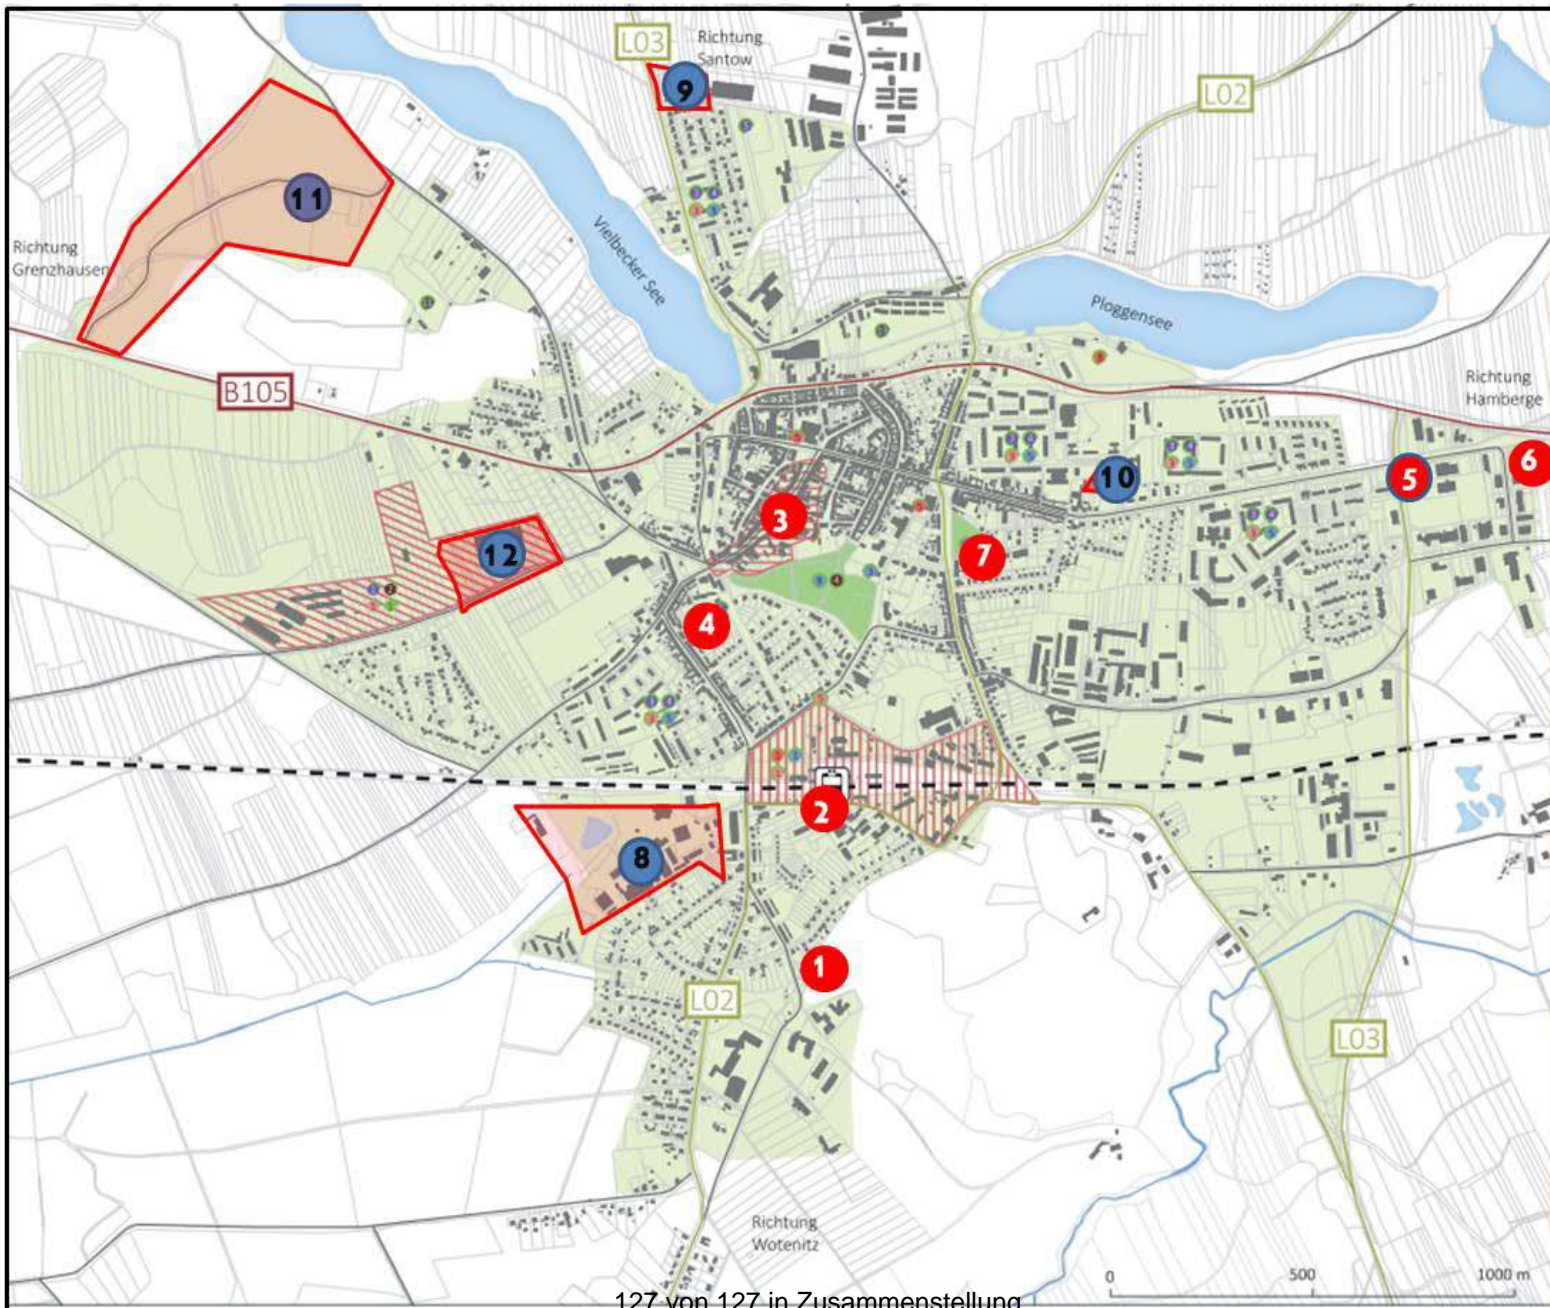 L03
Richtung
Santow
9
L02
11
Vielbecker See
Richtung
Grenzhausen
Ploggensee
B105
Richtung
Hamberge
10
5
6
3
12
7
4
2
8
1
L02
L03
Richtung
Wotenitz
0 500 1000 m
127 von 127 in Zusammenstellung